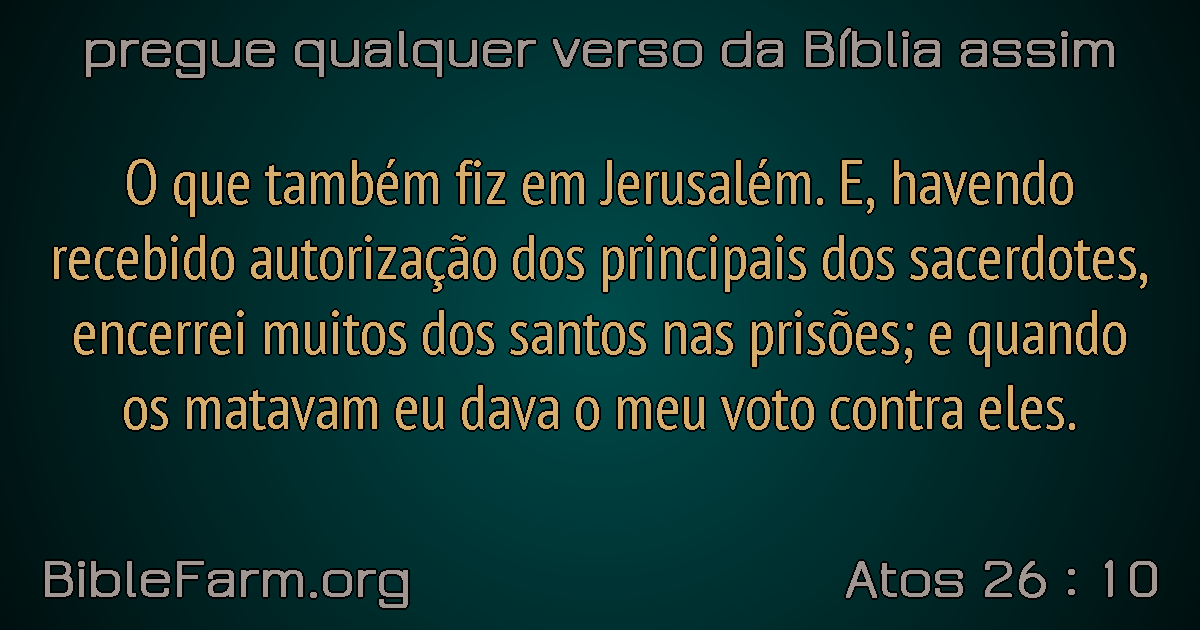 pregue qualquer verso da Bíblia assim
O que também fiz em Jerusalém. E, havendo
recebido autorização dos principais dos sacerdotes,
encerrei muitos dos santos nas prisões; e quando
os matavam eu dava o meu voto contra eles.
BibleFarm.org
Atos 26 : 10